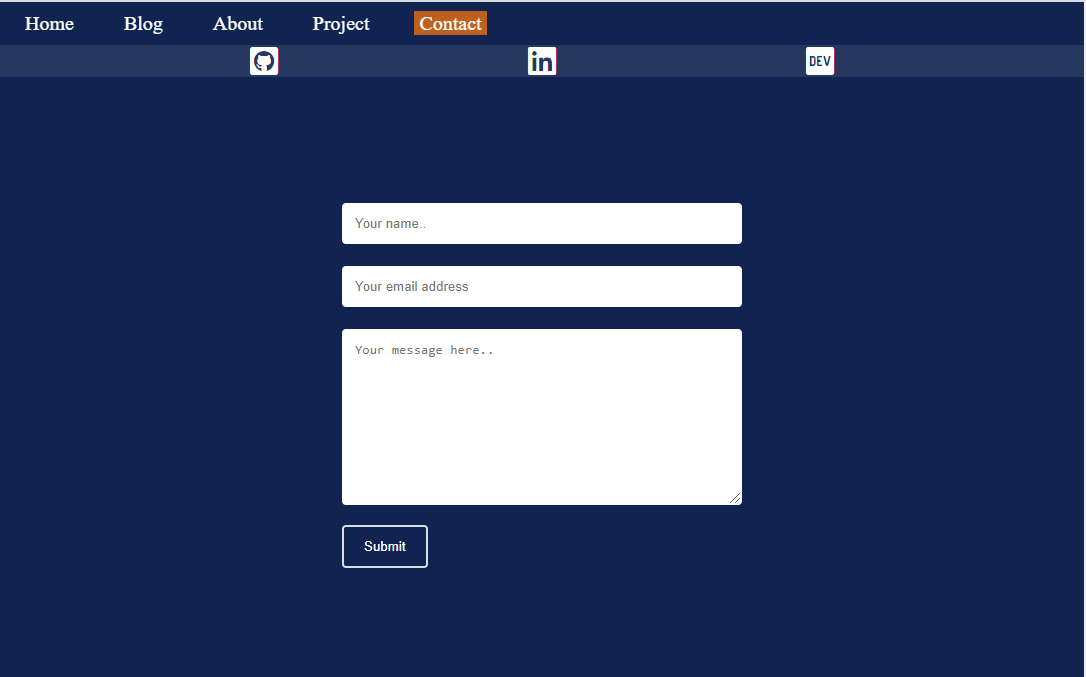 Home Blog About Project Contact
in DEV
Your name..
Your email address
Your message here..
Submit